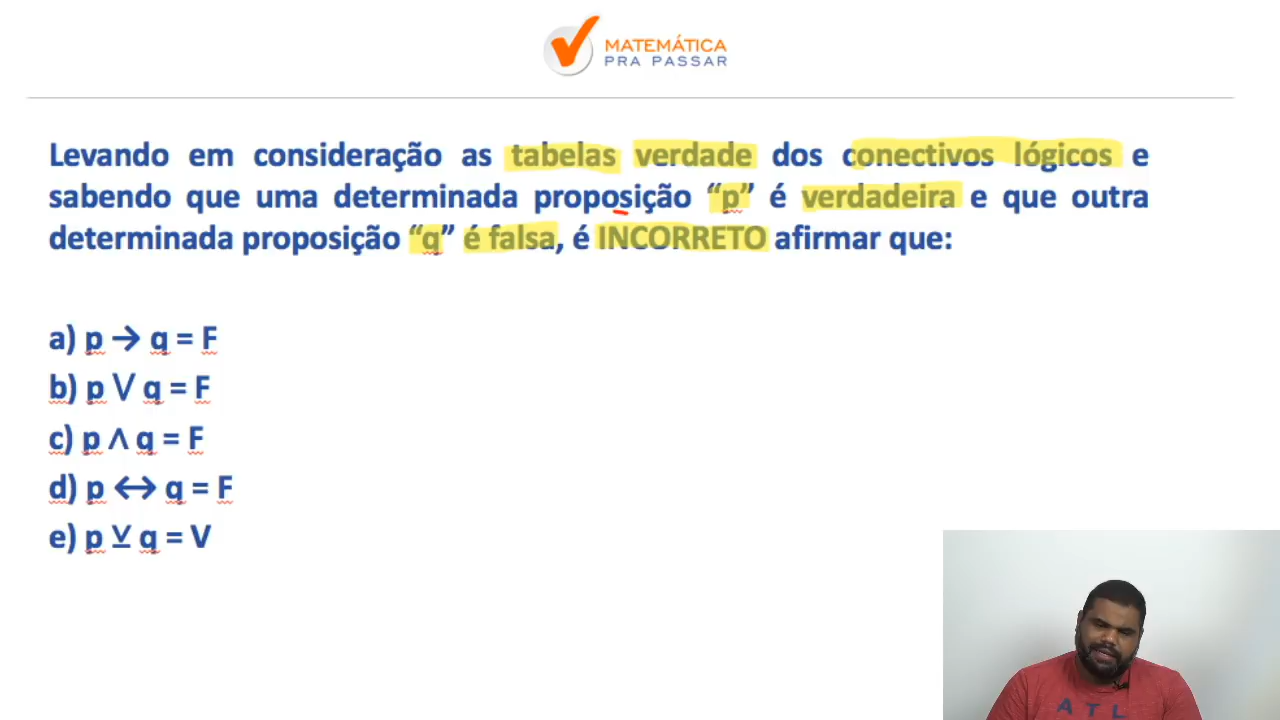 MATEMÁTICA
PRA PASSAR
Levando em consideração as tabelas verdade dos conectivos lógicos e
sabendo que uma determinada proposição “p” é verdadeira e que outra
determinada proposição “q” é falsa, é INCORRETO afirmar que:
a) p → q = F
b) p ∨ q = F
c) p ∧ q = F
d) p ↔ q = F
e) p ⊻ q = V
ATL